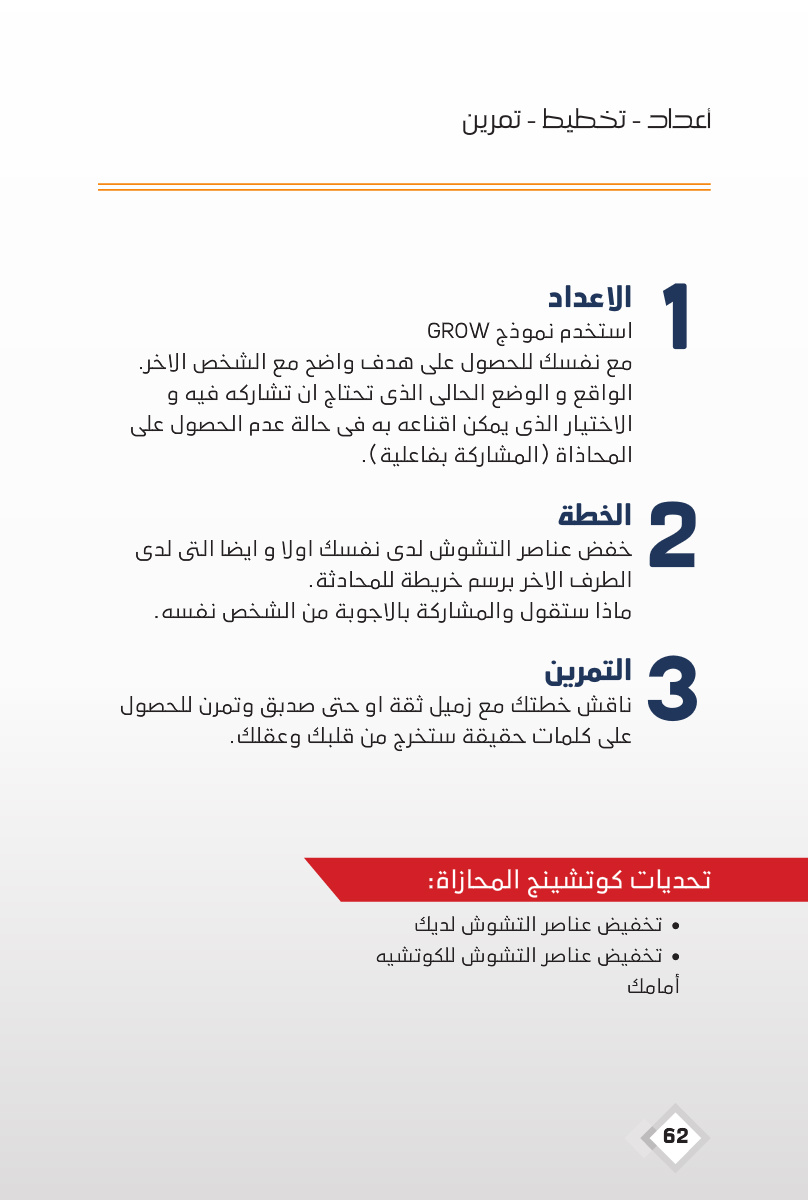 أعداد - تخطيط - تمرين
1
الاعداد
استخدم نموذج GROW
مع نفسك للحصول على هدف واضح مع الشخص الاخر.
الواقع و الوضع الحالى الذى تحتاج ان تشاركه فيه و
الاختيار الذى يمكن اقناعه به فى حالة عدم الحصول على
المحاذاة (المشاركة بفاعلية).
2
الخطة
خفض عناصر التشوش لدى نفسك اولا و ايضا التى لدى
الطرف الاخر برسم خريطة للمحادثة.
ماذا ستقول والمشاركة بالاجوبة من الشخص نفسه.
3
التمرين
ناقش خطتك مع زميل ثقة او حتى صدبق وتمرن للحصول
على كلمات حقيقة ستخرج من قلبك وعقلك.
تحديات كوتشينج المحازاة:
• تخفيض عناصر التشوش لديك
• تخفيض عناصر التشوش للكوتشيه
أمامك
62